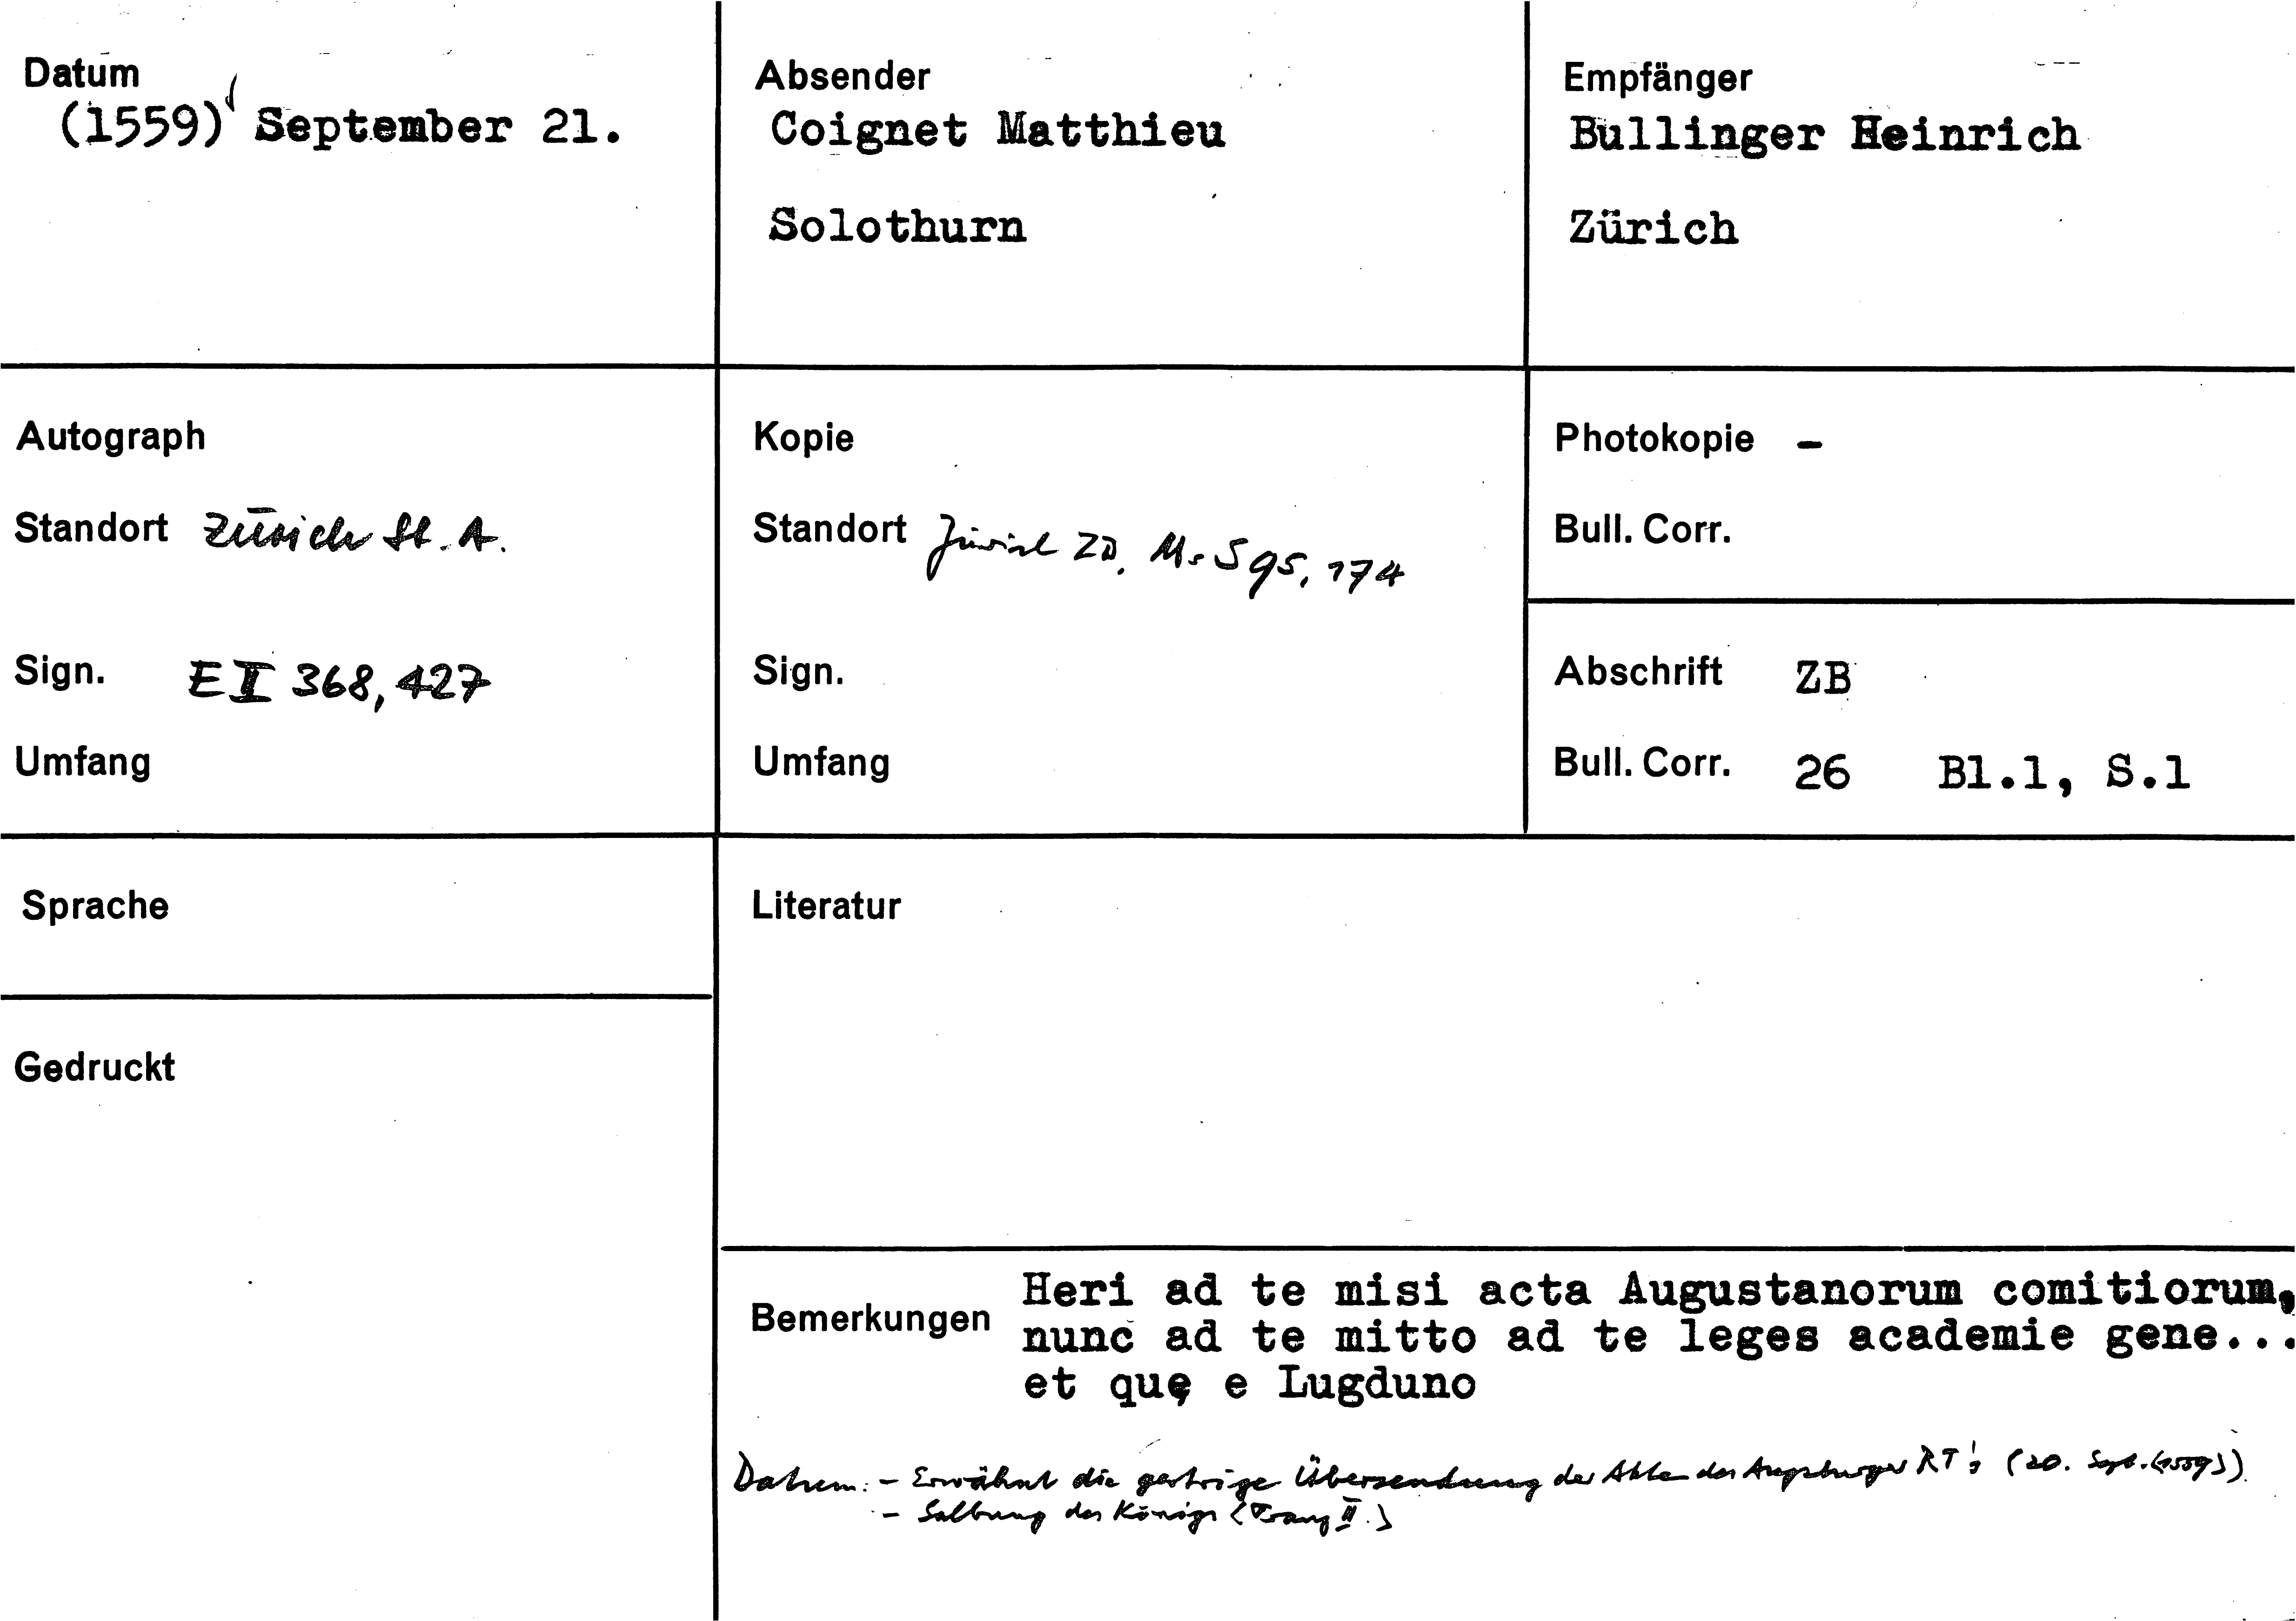 Datum
(1559) September 21.
Absender
Coignet Matthieu
Solothurn
Empfänger
Bullinger Heinrich
Zürich
Autograph
Standort Zürich St. A.
Sign. E II 368, 427
Umfang
Kopie
Standort Zürich ZB, Ms S 95, 174
Sign.
Umfang
Photokopie -
Bull. Corr.
Abschrift ZB
Bull. Corr. 26 Bl.1, S.1
Sprache
Gedruckt
Literatur
Bemerkungen
Heri ad te misi acta Augustanorum comitiorum,
nunc ad te mitto ad te leges academie gene...
et quę e Lugduno
Datum: - Erwähnt die gestrige Übersendung der Akten des Augsburger RT's (20. Sept. (1559)).
- Salbung des Königs (Franz II.)